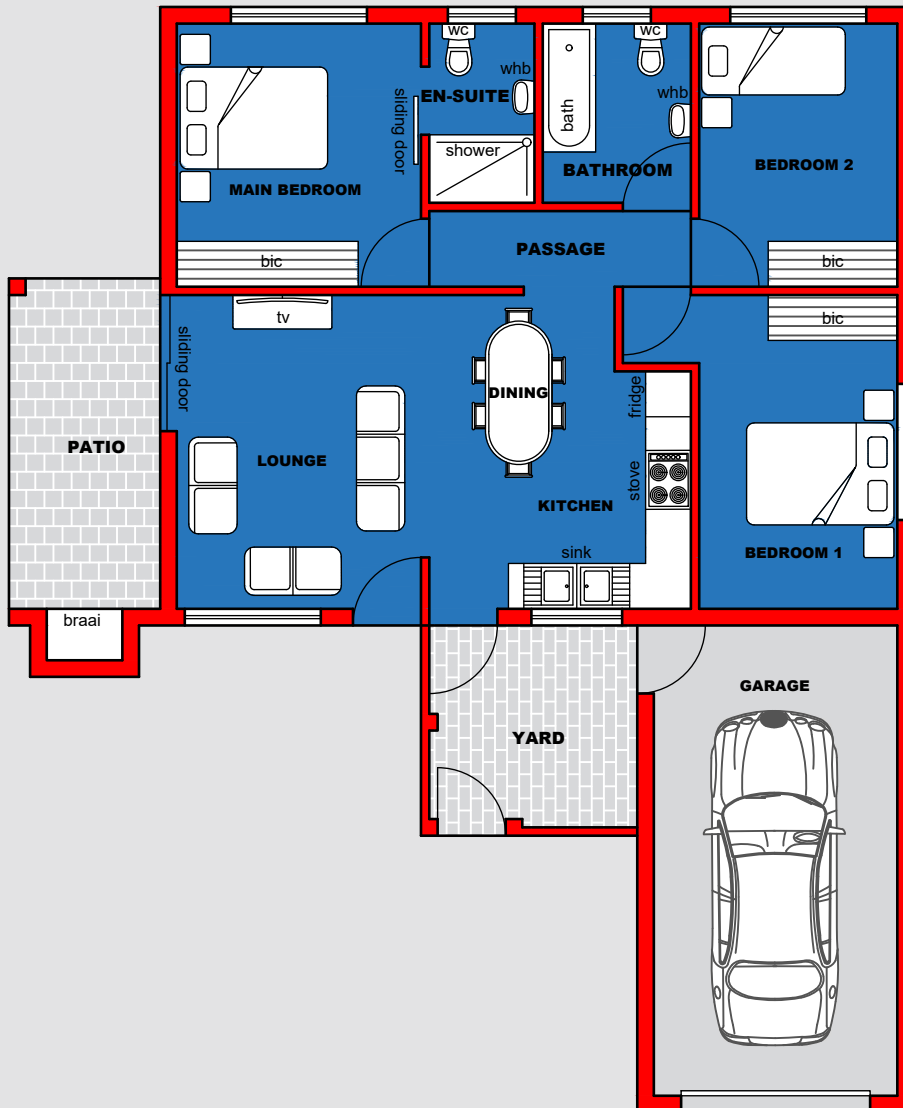 wc
wc
whb
EN-SUITE
whb
sliding door
bath
shower
BATHROOM
BEDROOM 2
MAIN BEDROOM
PASSAGE
bic
bic
tv
bic
sliding door
DINING
fridge
PATIO
LOUNGE
stove
KITCHEN
sink
BEDROOM 1
braai
GARAGE
YARD